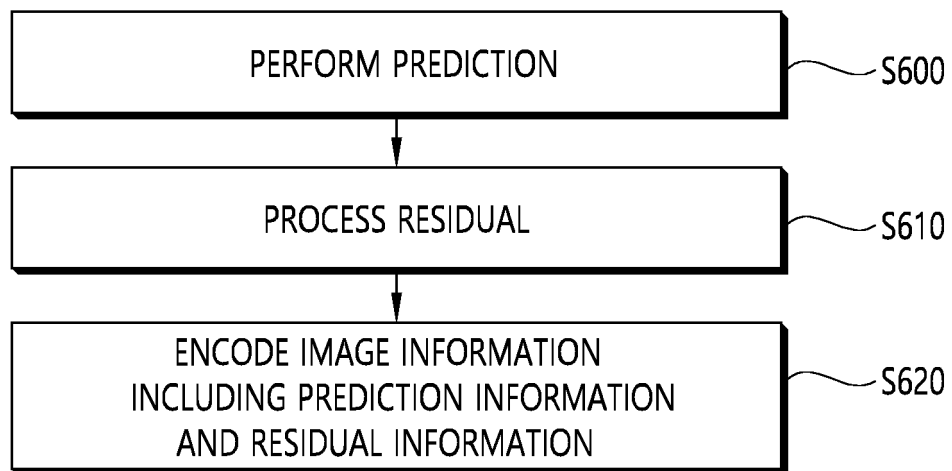 PERFORM PREDICTION
S600
PROCESS RESIDUAL
S610
ENCODE IMAGE INFORMATION
INCLUDING PREDICTION INFORMATION
AND RESIDUAL INFORMATION
S620